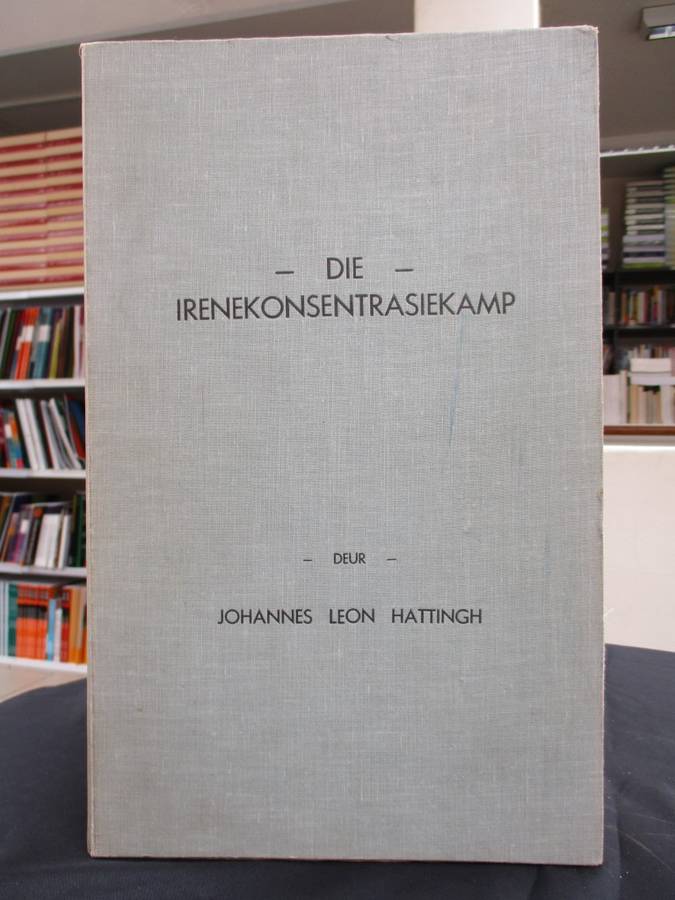 – DIE –
IRENEKONSENTRASIEKAMP
– DEUR –
JOHANNES LEON HATTINGH